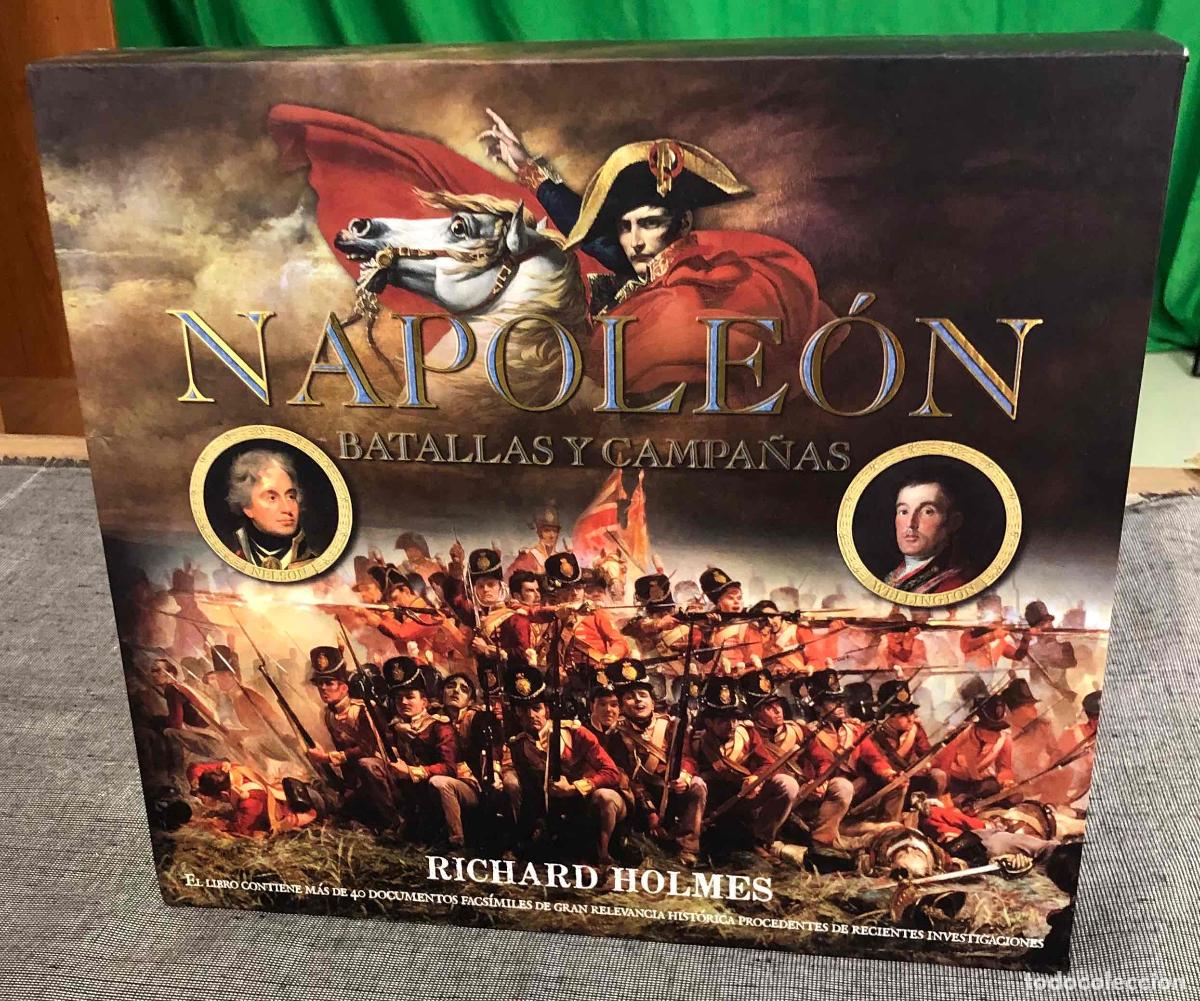 NAPOLEÓN
BATALLAS Y CAMPAÑAS
NELSON
WELLINGTON
RICHARD HOLMES
EL LIBRO CONTIENE MÁS DE 40 DOCUMENTOS FACSÍMILES DE GRAN RELEVANCIA HISTÓRICA PROCEDENTES DE RECIENTES INVESTIGACIONES
todocoleccion